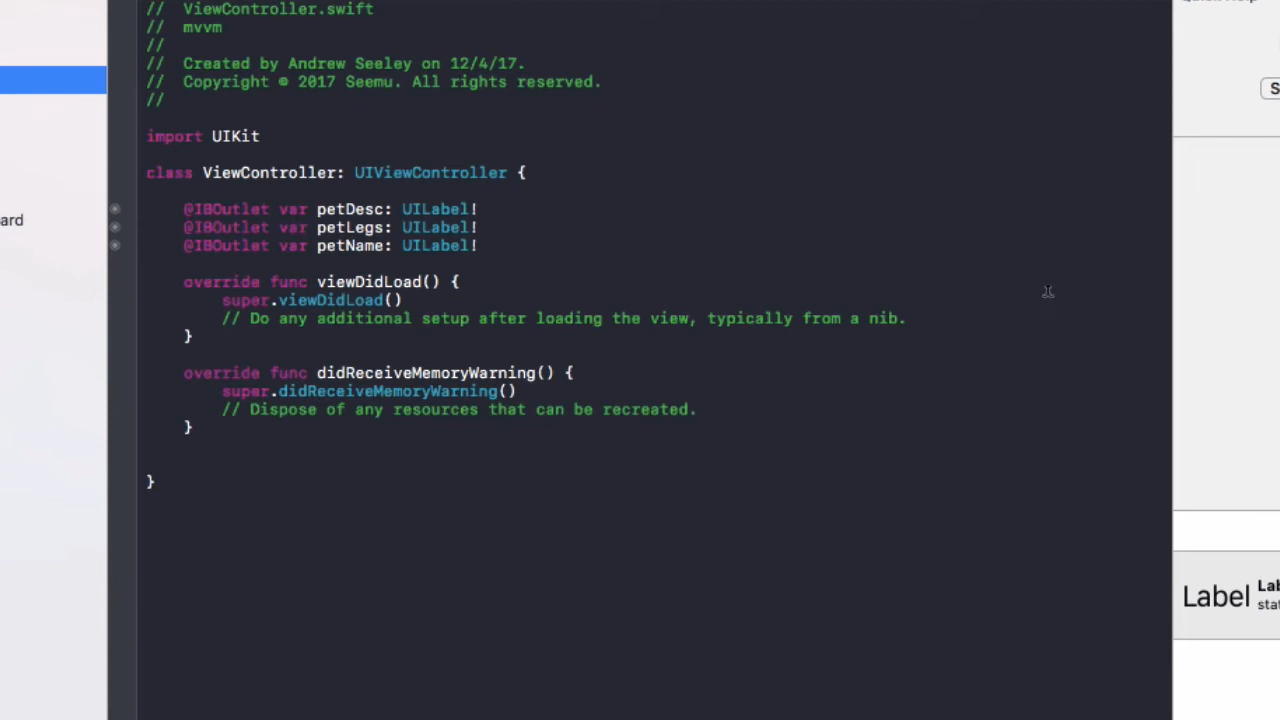 //  ViewController.swift
//  mvvm
//
//  Created by Andrew Seeley on 12/4/17.
//  Copyright © 2017 Seemu. All rights reserved.
//
import UIKit
class ViewController: UIViewController {
@IBOutlet var petDesc: UILabel!
ard
@IBOutlet var petLegs: UILabel!
@IBOutlet var petName: UILabel!
override func viewDidLoad() {
super.viewDidLoad()
// Do any additional setup after loading the view, typically from a nib.
}
override func didReceiveMemoryWarning() {
super.didReceiveMemoryWarning()
// Dispose of any resources that can be recreated.
}
}
Label